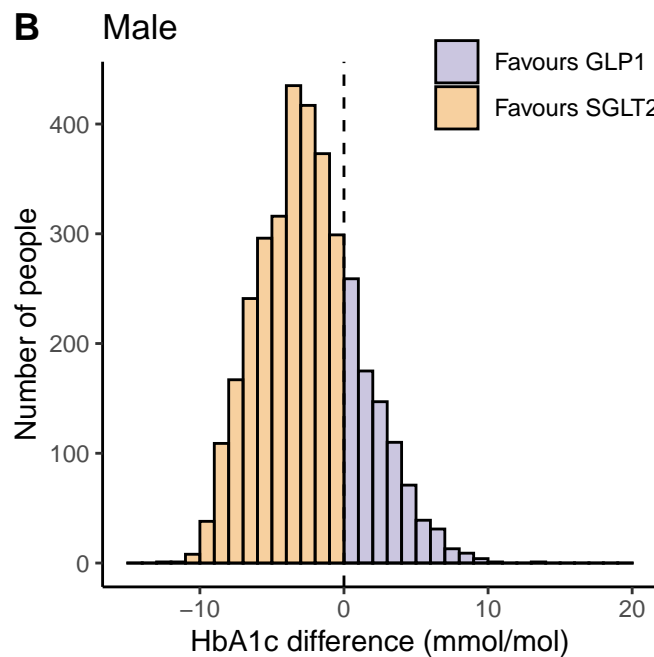 B Male
Favours GLP1
Favours SGLT2
Number of people
400
300
200
100
0
−10 0 10 20
HbA1c difference (mmol/mol)